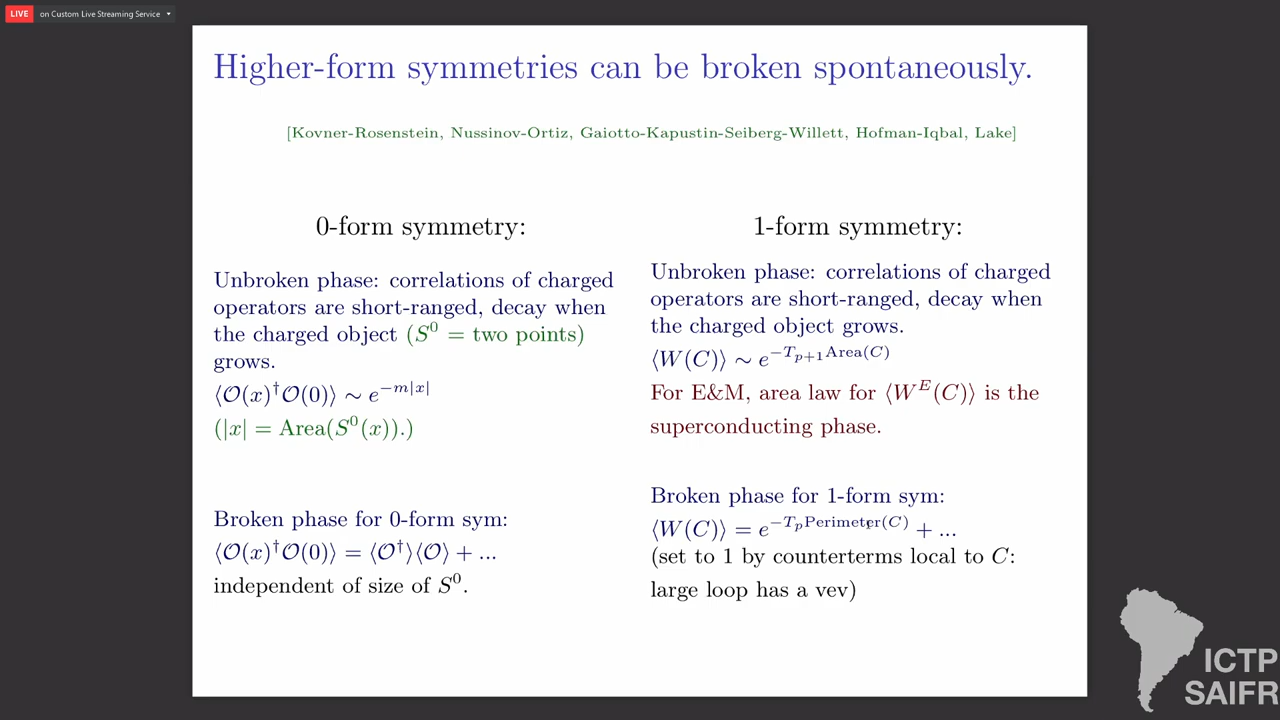 LIVE on Custom Live Streaming Service
Higher-form symmetries can be broken spontaneously.
[Kovner-Rosenstein, Nussinov-Ortiz, Gaiotto-Kapustin-Seiberg-Willett, Hofman-Iqbal, Lake]
0-form symmetry:
Unbroken phase: correlations of charged
operators are short-ranged, decay when
the charged object (S⁰ = two points)
grows.
⟨𝒪(x)†𝒪(0)⟩ ∼ e^{−m|x|}
(|x| = Area(S⁰(x)).)
Broken phase for 0-form sym:
⟨𝒪(x)†𝒪(0)⟩ = ⟨𝒪†⟩⟨𝒪⟩ + ...
independent of size of S⁰.
1-form symmetry:
Unbroken phase: correlations of charged
operators are short-ranged, decay when
the charged object grows.
⟨W(C)⟩ ∼ e^{−T_{p+1}Area(C)}
For E&M, area law for ⟨W^E(C)⟩ is the
superconducting phase.
Broken phase for 1-form sym:
⟨W(C)⟩ = e^{−T_pPerimeter(C)} + ...
(set to 1 by counterterms local to C:
large loop has a vev)
ICTP
SAIFR